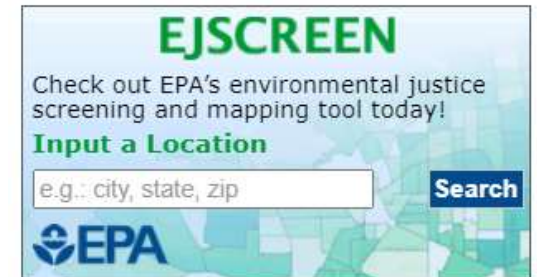 EJSCREEN
Check out EPA's environmental justice
screening and mapping tool today!
Input a Location
e.g.: city, state, zip
Search
EPA